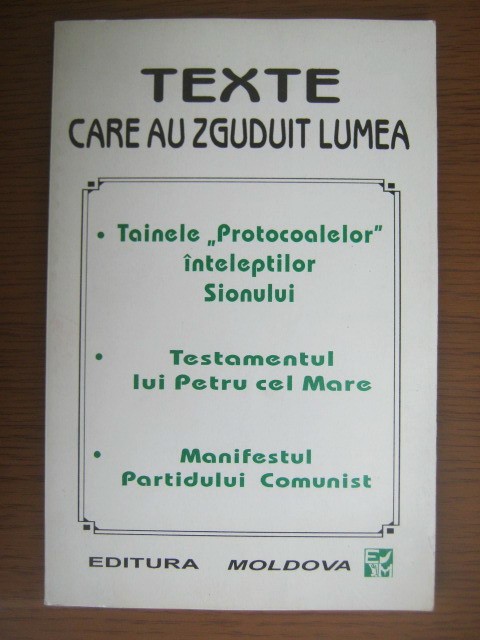 TEXTE
CARE AU ZGUDUIT LUMEA
• Tainele „Protocoalelor”
înteleptilor
Sionului
• Testamentul
lui Petru cel Mare
• Manifestul
Partidului Comunist
EDITURA MOLDOVA EM